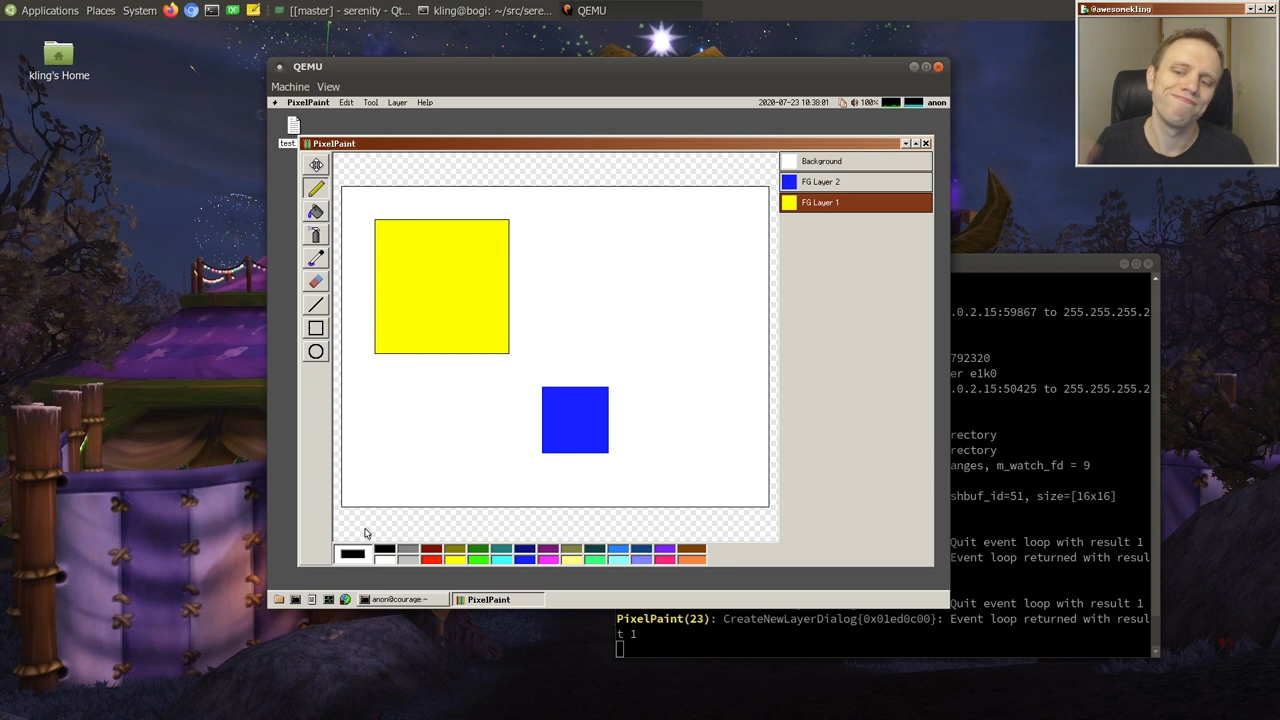 Applications Places System
[[master] - serenity - Qt...
kling@bogi: ~/src/sere...
QEMU
@awesomekling
kling's Home
QEMU
Machine View
PixelPaint Edit Tool Layer Help
2020-07-23 10:38:01
100%
anon
test
PixelPaint
Background
FG Layer 2
FG Layer 1
.0.2.15:59867 to 255.255.255.2
792320
er e1k0
.0.2.15:50425 to 255.255.255.2
rectory
rectory
anges, m_watch_fd = 9
shbuf_id=51, size=[16x16]
Quit event loop with result 1
Event loop returned with resul
anon@courage:~
PixelPaint
Quit event loop with result 1
PixelPaint(23): CreateNewLayerDialog{0x01ed0c00}: Event loop returned with resul
t 1